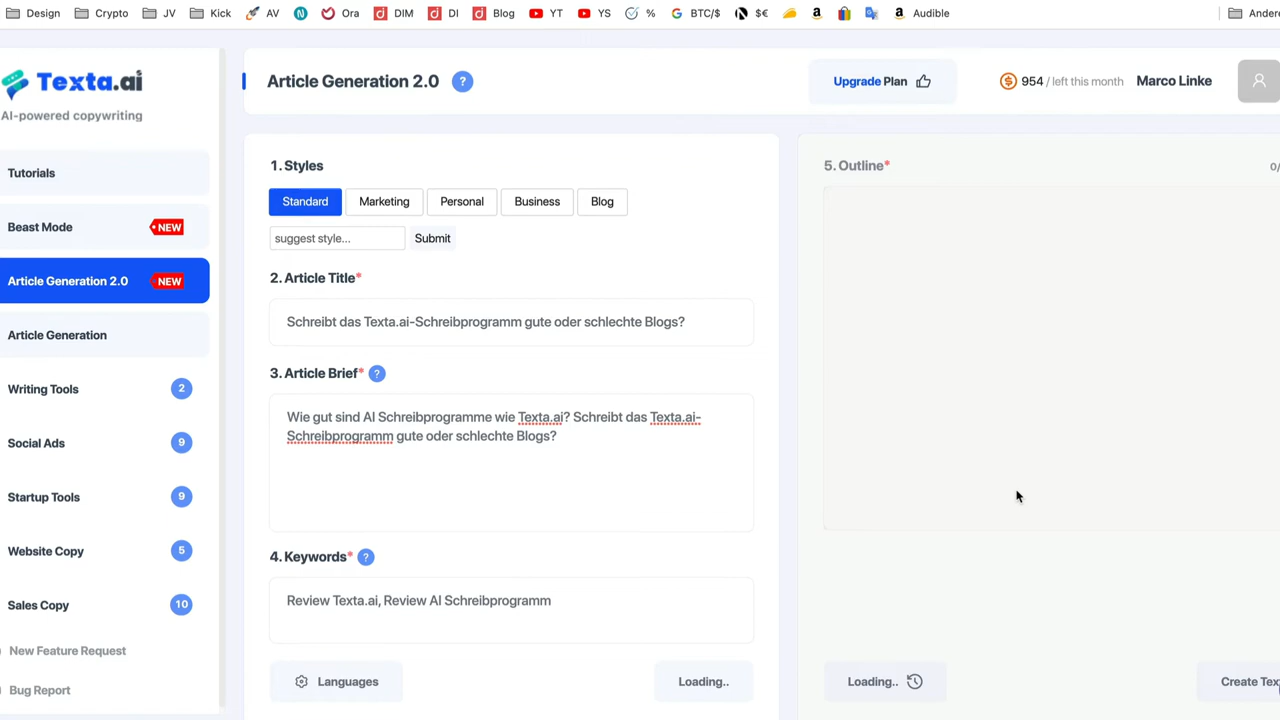 Design Crypto JV Kick AV Ora DIM DI Blog YT YS % BTC/$ $€ Audible Andere
Texta.ai
AI-powered copywriting
Tutorials
Beast Mode NEW
Article Generation 2.0 NEW
Article Generation
Writing Tools 2
Social Ads 9
Startup Tools 9
Website Copy 5
Sales Copy 10
New Feature Request
Bug Report
Article Generation 2.0 ?
Upgrade Plan
954 / left this month Marco Linke
1. Styles
Standard Marketing Personal Business Blog
suggest style... Submit
2. Article Title*
Schreibt das Texta.ai-Schreibprogramm gute oder schlechte Blogs?
3. Article Brief* ?
Wie gut sind AI Schreibprogramme wie Texta.ai? Schreibt das Texta.ai-
Schreibprogramm gute oder schlechte Blogs?
4. Keywords* ?
Review Texta.ai, Review AI Schreibprogramm
Languages Loading..
5. Outline* 0/
Loading.. Create Tex